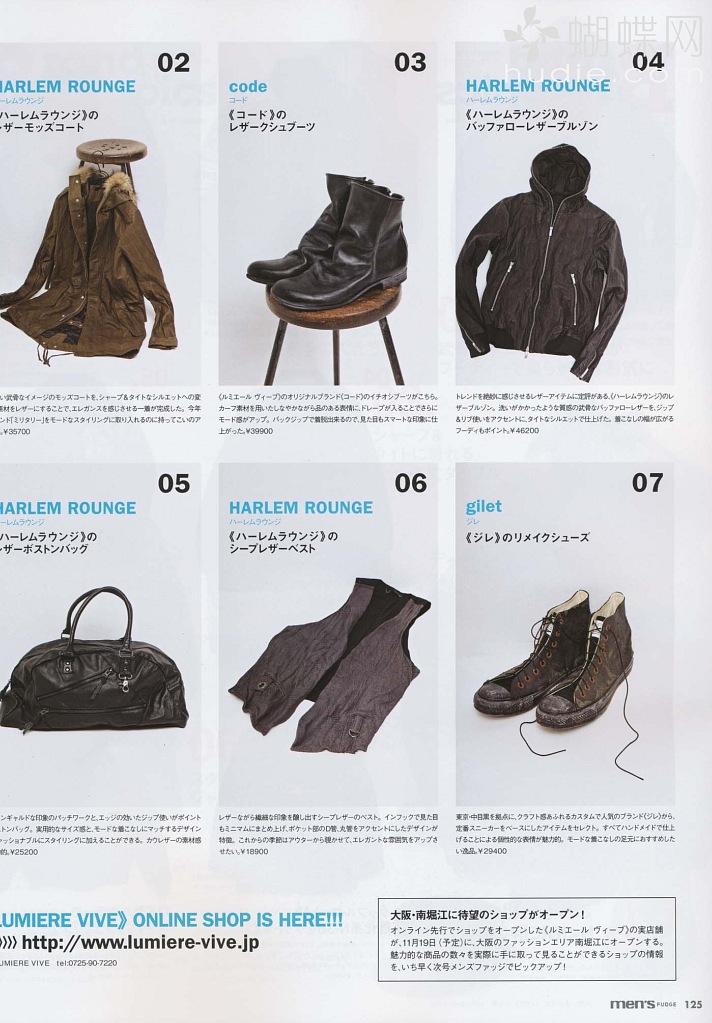 蝴蝶网
hudie.com
02
HARLEM ROUNGE
ーレムラウンジ
ハーレムラウンジ》の
ザーモッズコート
い武骨なイメージのモッズコートを、シャープ&タイトなシルエットへの変
素材をレザーにすることで、エレガンスを感じさせる一着が完成した。今年
ンド「ミリタリー」をモードなスタイリングに取り入れるのに持ってこいのア
。¥35700
03
code
コード
《コード》の
レザークシュブーツ
《ルミエール ヴィーブ》のオリジナルブランド《コード》のイチオシブーツがこちら。
カーフ素材を用いたしなやかながら品のある表情に、ドレープが入ることでさらに
モード感がアップ。バックジップで着脱出来るので、見た目もスマートな印象に仕
上がった。¥39900
04
HARLEM ROUNGE
ハーレムラウンジ
《ハーレムラウンジ》の
バッファローレザーブルゾン
トレンドを絶妙に感じさせるレザーアイテムに定評がある、《ハーレムラウンジ》のレ
ザーブルゾン。洗いがかかったような質感の武骨なバッファローレザーを、ジップ
&リブ使いをアクセントに、タイトなシルエットで仕上げた。着こなしの幅が広がる
フーディもポイント。¥46200
05
HARLEM ROUNGE
ーレムラウンジ
ハーレムラウンジ》の
ザーボストンバッグ
ンギャルドな印象のパッチワークと、エッジの効いたジップ使いがポイント
トンバッグ。実用的なサイズ感と、モードな着こなしにマッチするデザイン
ァッショナブルにスタイリングに加えることができる。カウレザーの素材感
的。¥25200
06
HARLEM ROUNGE
ハーレムラウンジ
《ハーレムラウンジ》の
シープレザーベスト
レザーながら繊細な印象を醸し出すシープレザーのベスト。インフックで見た目
もミニマムにまとめ上げ、ポケット部のD管、丸管をアクセントにしたデザインが
特徴。これからの季節はアウターから覗かせて、エレガントな雰囲気をアップさ
せたい。¥18900
07
gilet
ジレ
《ジレ》のリメイクシューズ
東京・中目黒を拠点に、クラフト感あふれるカスタムで人気のブランド《ジレ》から、
定番スニーカーをベースにしたアイテムをセレクト。すべてハンドメイドで仕上
げることによる個性的な表情が魅力的。モードな着こなしの足元におすすめした
い逸品。¥29400
LUMIERE VIVE》 ONLINE SHOP IS HERE!!!
》》》 http://www.lumiere-vive.jp
UMIERE VIVE tel:0725-90-7220
大阪・南堀江に待望のショップがオープン!
オンライン先行でショップをオープンした《ルミエール ヴィーブ》の実店舗
が、11月19日(予定)に、大阪のファッションエリア南堀江にオープンする。
魅力的な商品の数々を実際に手に取って見ることができるショップの情報
を、いち早く次号メンズファッジでピックアップ!
men's FUDGE 125